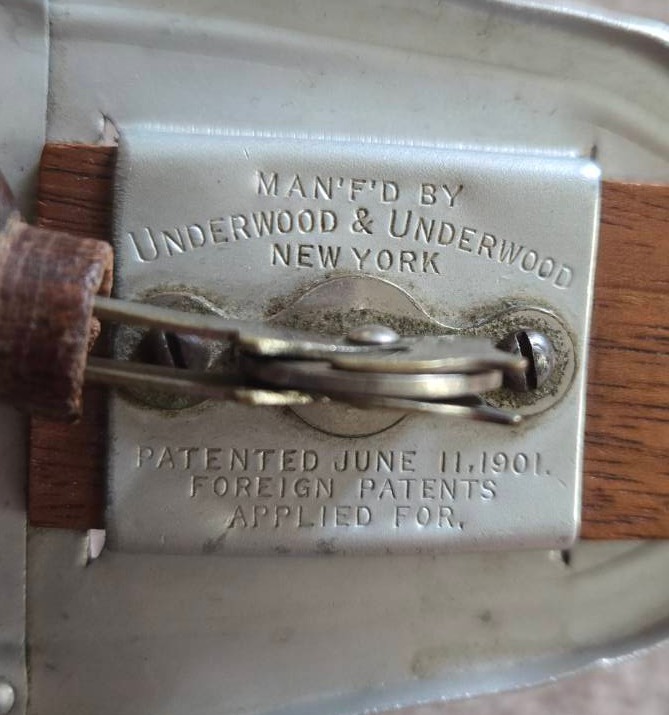 MAN'F'D BY
UNDERWOOD & UNDERWOOD
NEW YORK
PATENTED JUNE 11,1901.
FOREIGN PATENTS
APPLIED FOR.